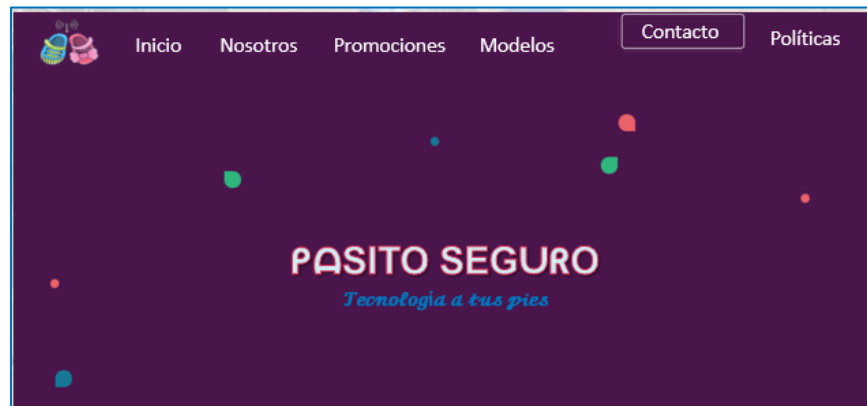 Inicio Nosotros Promociones Modelos Contacto Políticas
PASITO SEGURO
Tecnología a tus pies